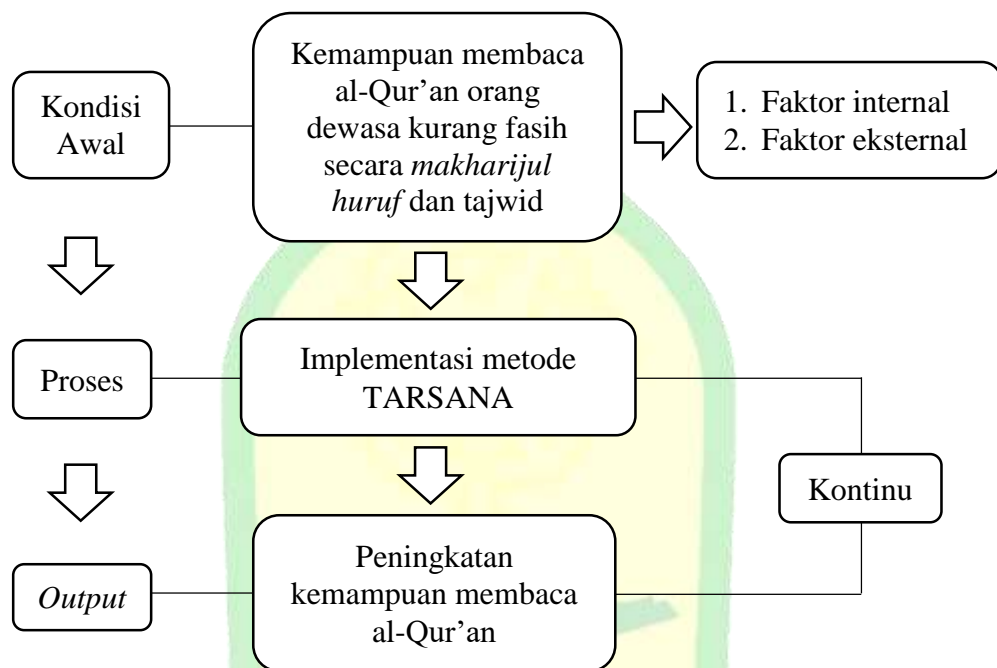 Kondisi
Awal
Kemampuan membaca
al-Qur’an orang
dewasa kurang fasih
secara makharijul
huruf dan tajwid
1. Faktor internal
2. Faktor eksternal
Proses
Implementasi metode
TARSANA
Kontinu
Output
Peningkatan
kemampuan membaca
al-Qur’an